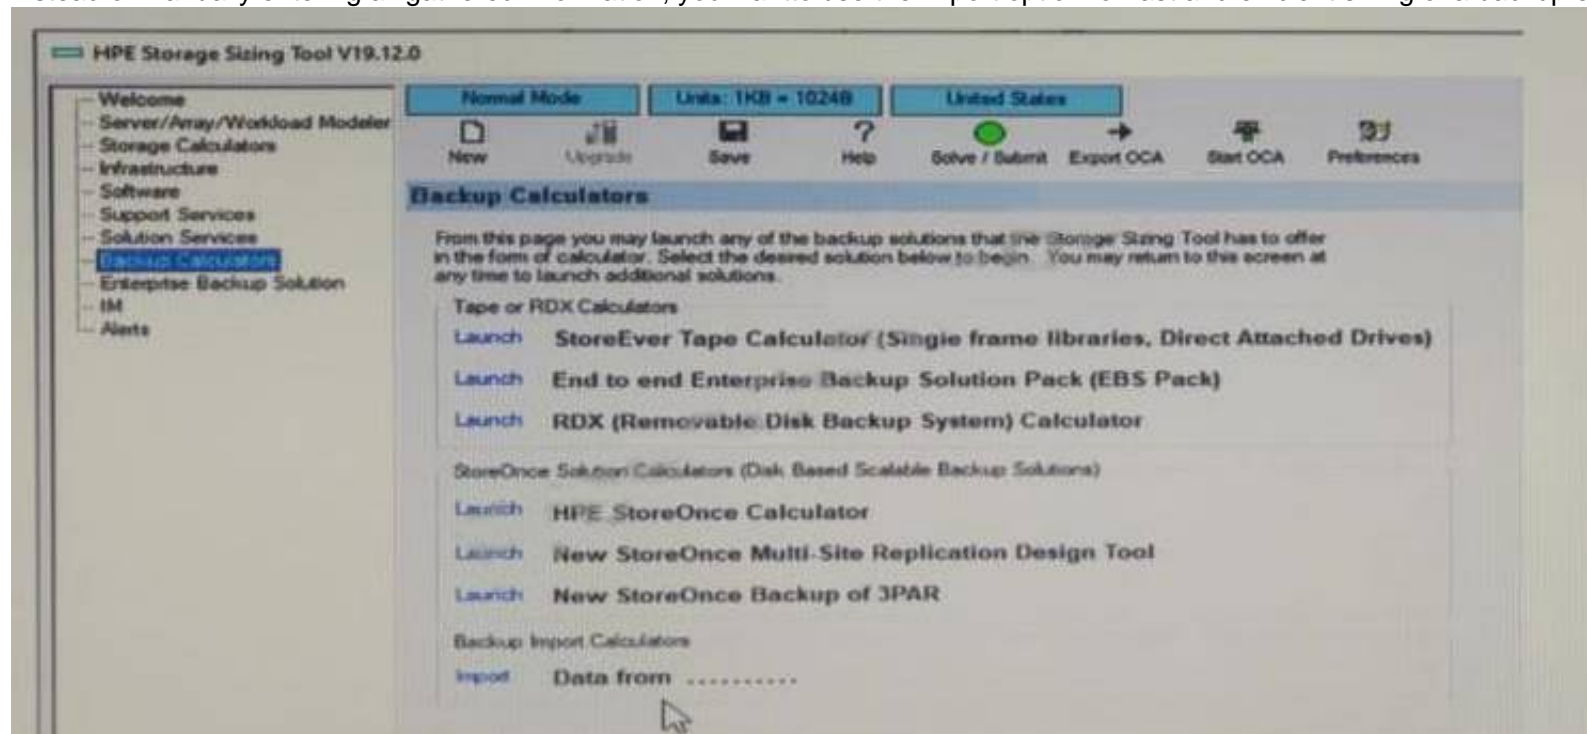 HPE Storage Sizing Tool V19.12.0
Welcome
Server/Array/Workload Modeler
Storage Calculators
Infrastructure
Software
Support Services
Solution Services
Backup Calculators
Enterprise Backup Solution
IM
Alerts
Normal Mode
Units: 1KB = 1024B
United States
New
Upgrade
Save
Help
Solve / Submit
Export OCA
Start OCA
Preferences
Backup Calculators
From this page you may launch any of the backup solutions that the Storage Sizing Tool has to offer
in the form of calculator. Select the desired solution below to begin. You may return to this screen at
any time to launch additional solutions.
Tape or RDX Calculators
Launch StoreEver Tape Calculator (Single frame libraries, Direct Attached Drives)
Launch End to end Enterprise Backup Solution Pack (EBS Pack)
Launch RDX (Removable Disk Backup System) Calculator
StoreOnce Solution Calculators (Disk Based Scalable Backup Solutions)
Launch HPE StoreOnce Calculator
Launch New StoreOnce Multi-Site Replication Design Tool
Launch New StoreOnce Backup of 3PAR
Backup Import Calculators
Import Data from ..........